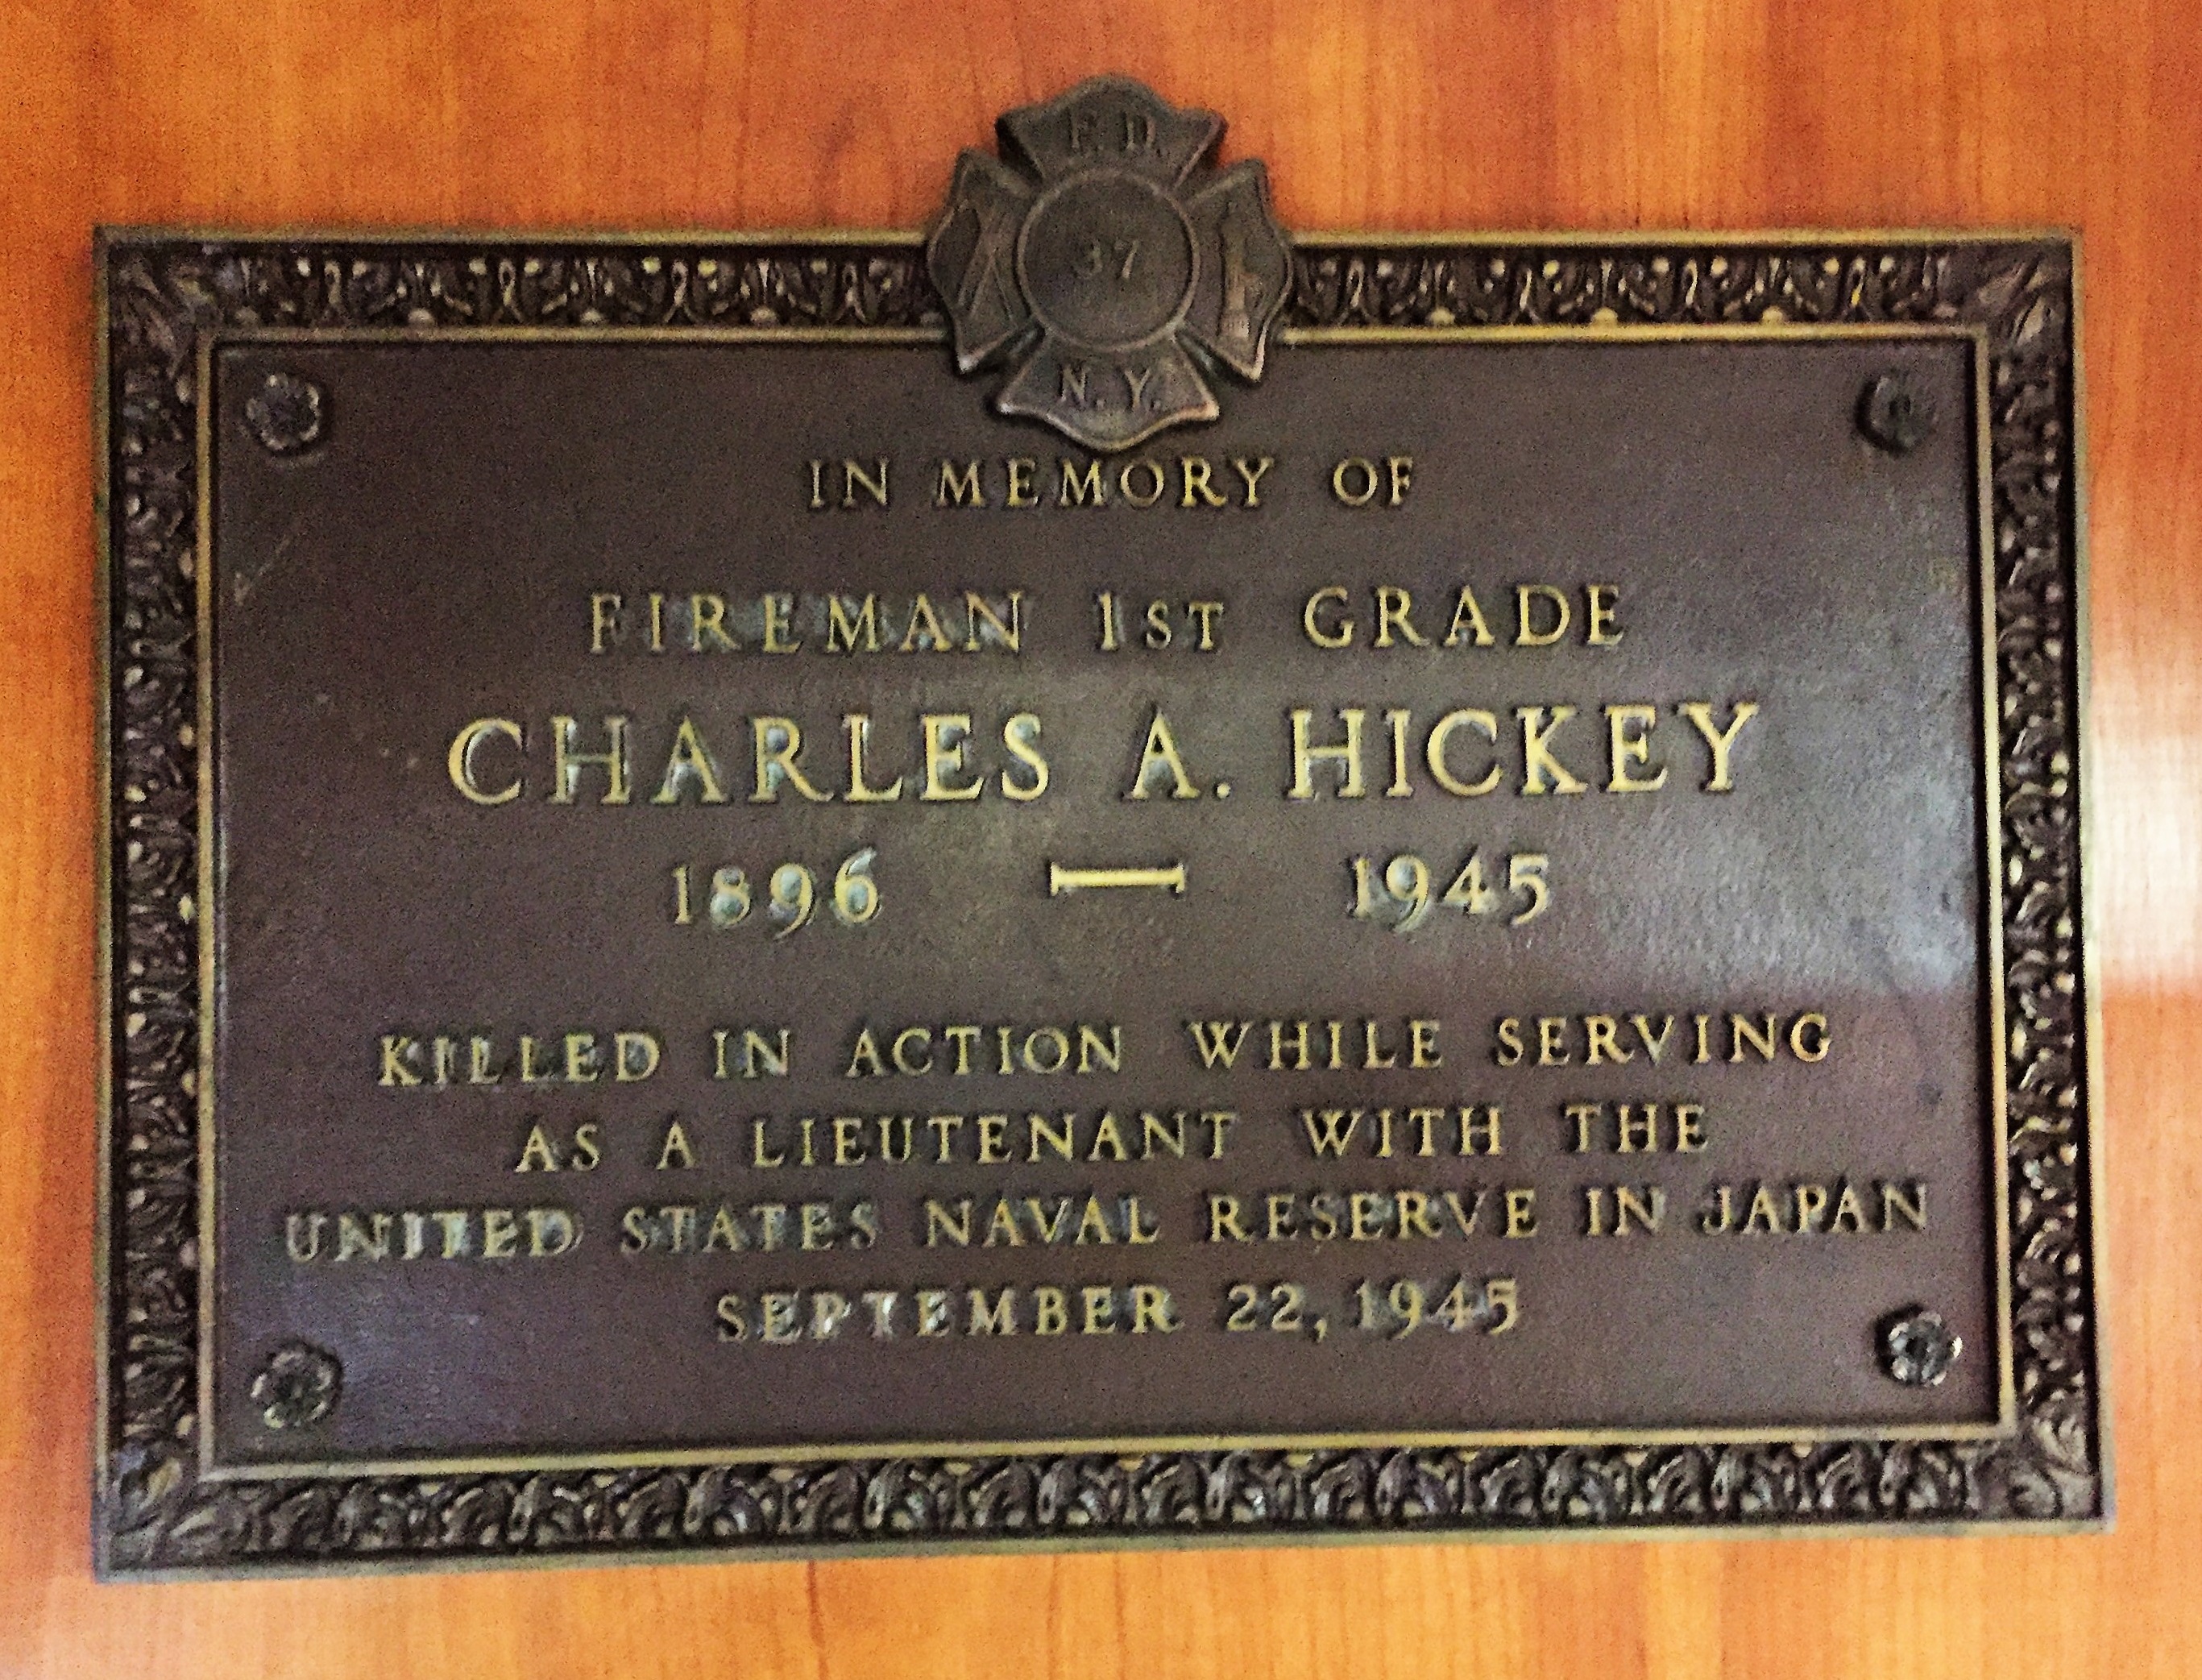 F. D.
37
N. Y.
IN MEMORY OF
FIREMAN 1ST GRADE
CHARLES A. HICKEY
1896 — 1945
KILLED IN ACTION WHILE SERVING
AS A LIEUTENANT WITH THE
UNITED STATES NAVAL RESERVE IN JAPAN
SEPTEMBER 22, 1945